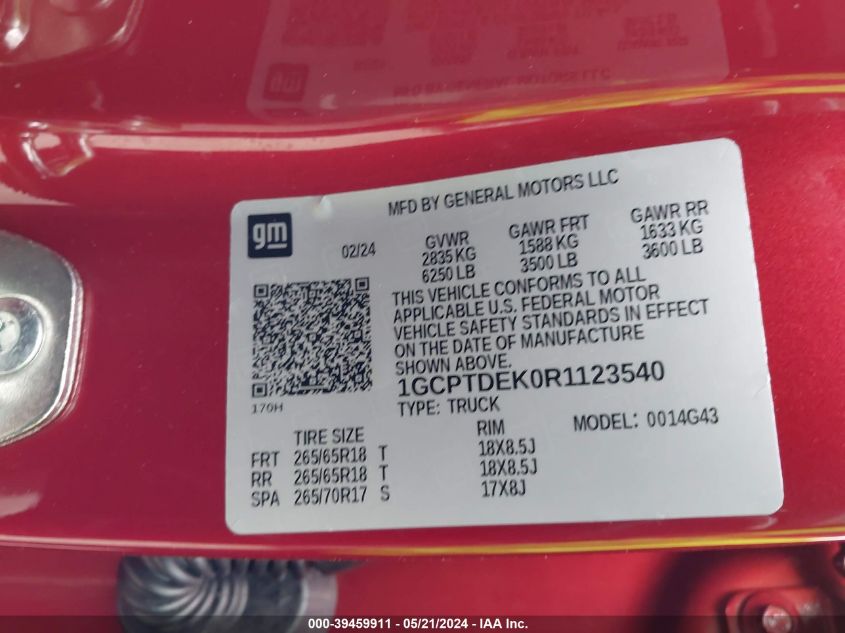 MFD BY GENERAL MOTORS LLC
gm
02/24
GVWR GAWR FRT GAWR RR
2835 KG 1588 KG 1633 KG
6250 LB 3500 LB 3600 LB
THIS VEHICLE CONFORMS TO ALL
APPLICABLE U.S. FEDERAL MOTOR
VEHICLE SAFETY STANDARDS IN EFFECT
ON THE DATE OF MANUFACTURE
SHOWN ABOVE.
1GCPTDEK0R1123540
170H
TYPE: TRUCK
MODEL: 0014G43
TIRE SIZE RIM
FRT 265/65R18 T 18X8.5J
RR 265/65R18 T 18X8.5J
SPA 265/70R17 S 17X8J
000-39459911 - 05/21/2024 - IAA Inc.